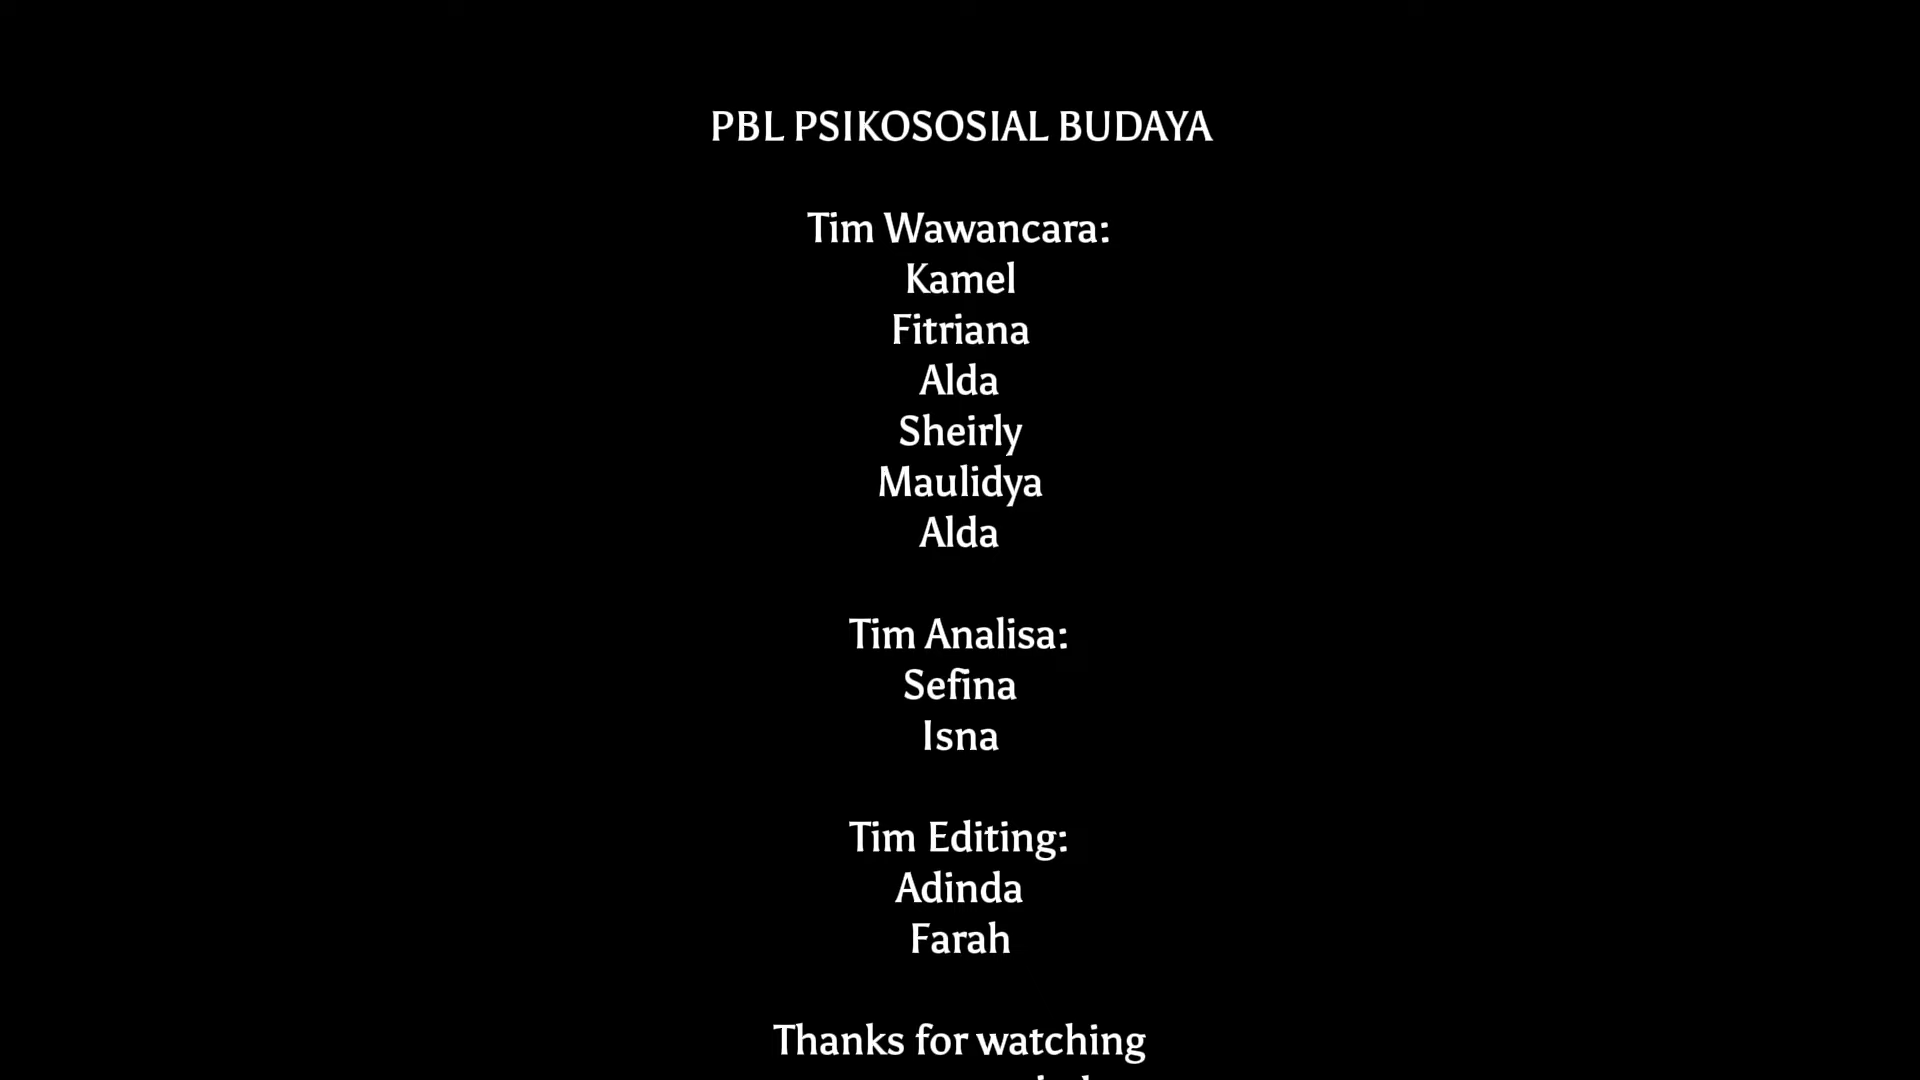 PBL PSIKOSOSIAL BUDAYA
Tim Wawancara:
Kamel
Fitriana
Alda
Sheirly
Maulidya
Alda
Tim Analisa:
Sefina
Isna
Tim Editing:
Adinda
Farah
Thanks for watching